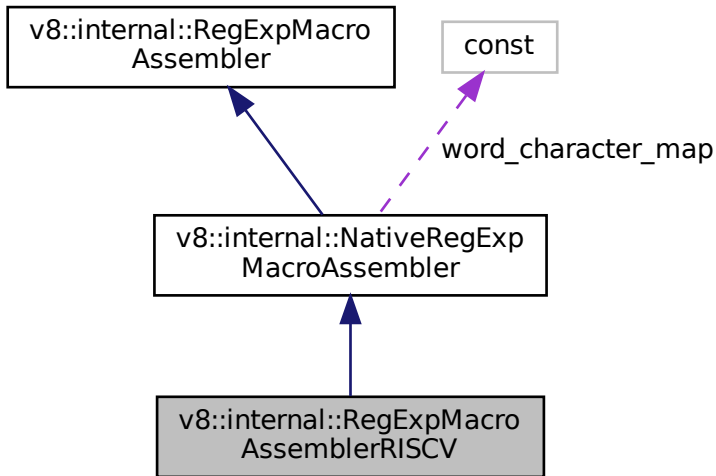 v8::internal::RegExpMacro
Assembler
const
word_character_map
v8::internal::NativeRegExp
MacroAssembler
v8::internal::RegExpMacro
AssemblerRISCV